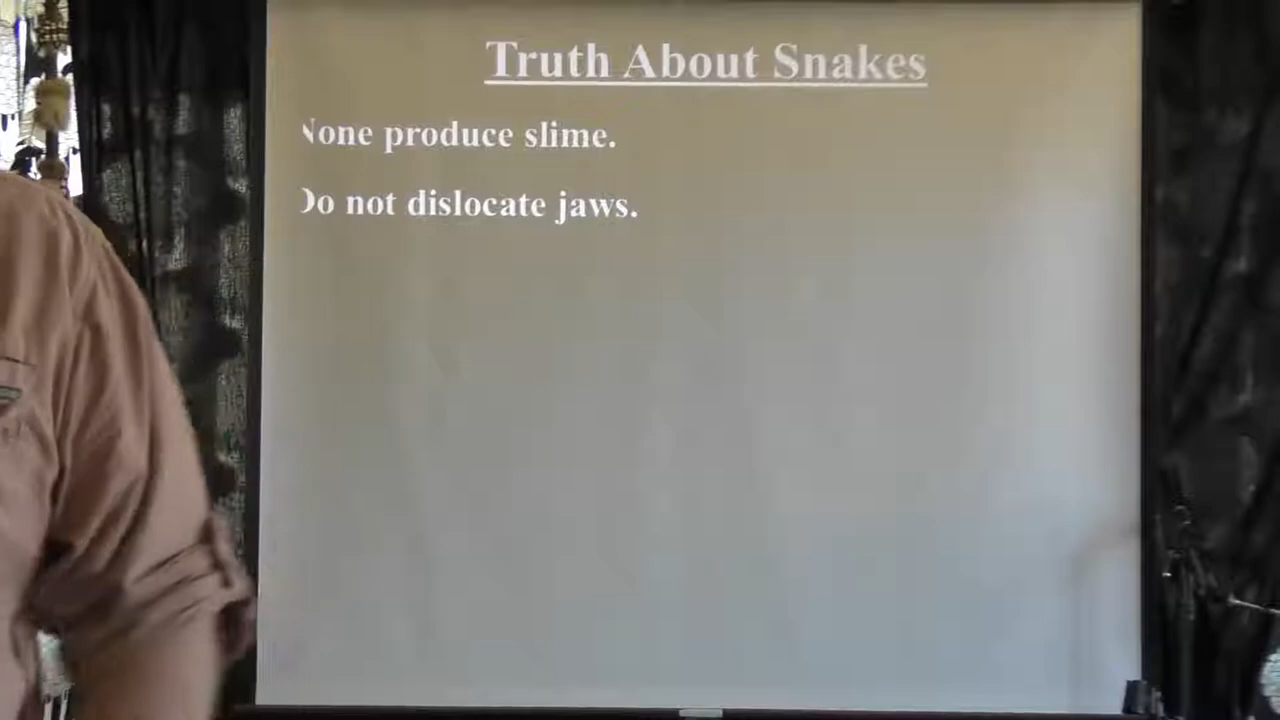 Truth About Snakes
None produce slime.
Do not dislocate jaws.